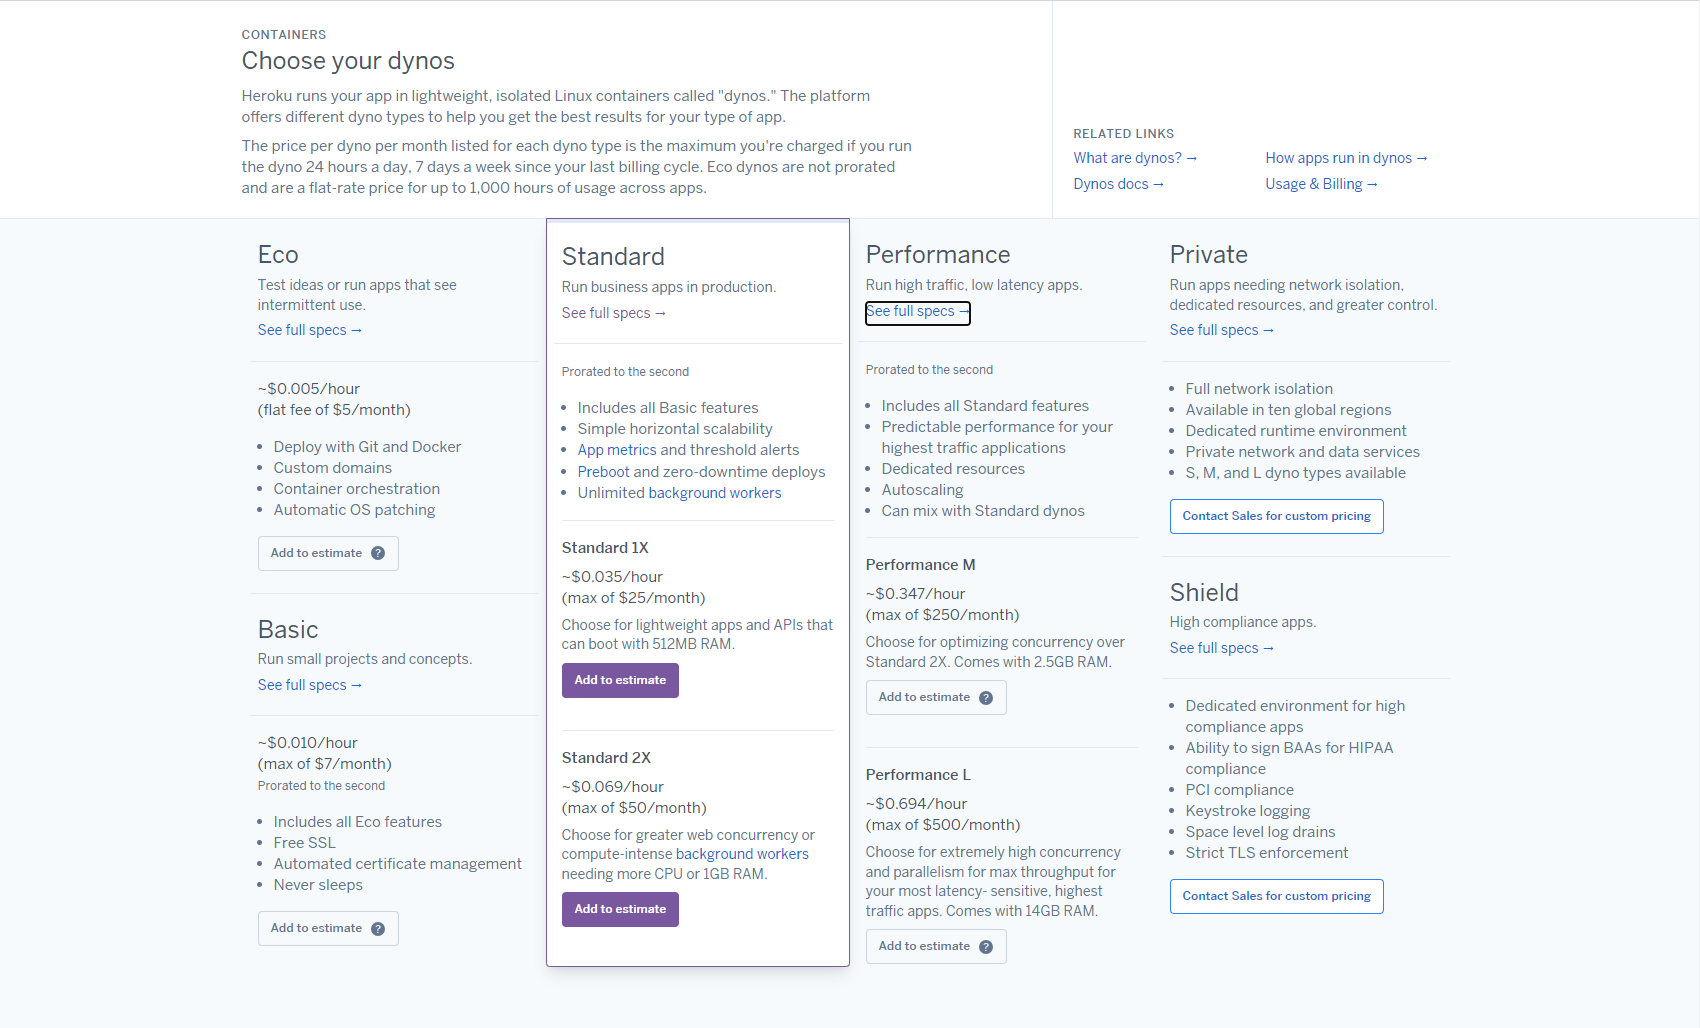 CONTAINERS
Choose your dynos
Heroku runs your app in lightweight, isolated Linux containers called "dynos." The platform
offers different dyno types to help you get the best results for your type of app.
The price per dyno per month listed for each dyno type is the maximum you're charged if you run
the dyno 24 hours a day, 7 days a week since your last billing cycle. Eco dynos are not prorated
and are a flat-rate price for up to 1,000 hours of usage across apps.
RELATED LINKS
What are dynos? →
How apps run in dynos →
Dynos docs →
Usage & Billing →
Eco
Test ideas or run apps that see
intermittent use.
See full specs →
~$0.005/hour
(flat fee of $5/month)
• Deploy with Git and Docker
• Custom domains
• Container orchestration
• Automatic OS patching
Add to estimate ?
Basic
Run small projects and concepts.
See full specs →
~$0.010/hour
(max of $7/month)
Prorated to the second
• Includes all Eco features
• Free SSL
• Automated certificate management
• Never sleeps
Add to estimate ?
Standard
Run business apps in production.
See full specs →
Prorated to the second
• Includes all Basic features
• Simple horizontal scalability
• App metrics and threshold alerts
• Preboot and zero-downtime deploys
• Unlimited background workers
Standard 1X
~$0.035/hour
(max of $25/month)
Choose for lightweight apps and APIs that
can boot with 512MB RAM.
Add to estimate
Standard 2X
~$0.069/hour
(max of $50/month)
Choose for greater web concurrency or
compute-intense background workers
needing more CPU or 1GB RAM.
Add to estimate
Performance
Run high traffic, low latency apps.
See full specs →
Prorated to the second
• Includes all Standard features
• Predictable performance for your
highest traffic applications
• Dedicated resources
• Autoscaling
• Can mix with Standard dynos
Performance M
~$0.347/hour
(max of $250/month)
Choose for optimizing concurrency over
Standard 2X. Comes with 2.5GB RAM.
Add to estimate ?
Performance L
~$0.694/hour
(max of $500/month)
Choose for extremely high concurrency
and parallelism for max throughput for
your most latency- sensitive, highest
traffic apps. Comes with 14GB RAM.
Add to estimate ?
Private
Run apps needing network isolation,
dedicated resources, and greater control.
See full specs →
• Full network isolation
• Available in ten global regions
• Dedicated runtime environment
• Private network and data services
• S, M, and L dyno types available
Contact Sales for custom pricing
Shield
High compliance apps.
See full specs →
• Dedicated environment for high
compliance apps
• Ability to sign BAAs for HIPAA
compliance
• PCI compliance
• Keystroke logging
• Space level log drains
• Strict TLS enforcement
Contact Sales for custom pricing